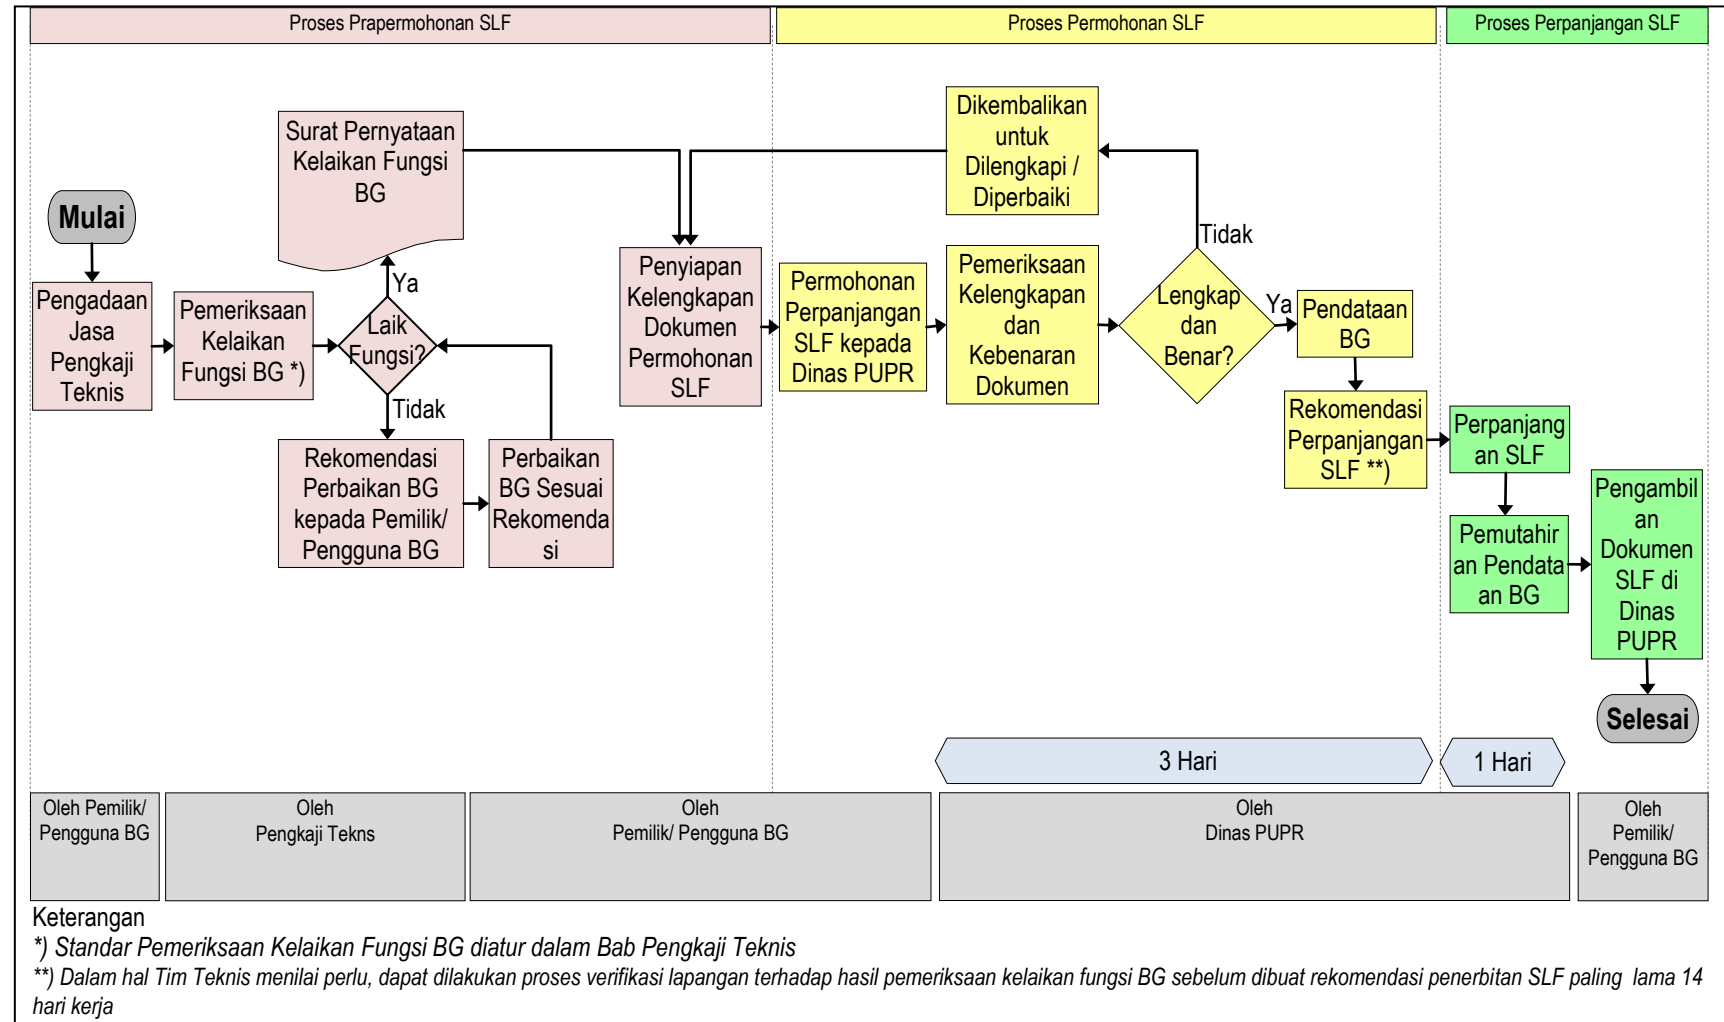 Proses Prapermohonan SLF
Proses Permohonan SLF
Proses Perpanjangan SLF
Mulai
Pengadaan
Jasa
Pengkaji
Teknis
Pemeriksaan
Kelaikan
Fungsi BG *)
Surat Pernyataan
Kelaikan Fungsi
BG
Ya
Laik
Fungsi?
Tidak
Rekomendasi
Perbaikan BG
kepada Pemilik/
Pengguna BG
Perbaikan
BG Sesuai
Rekomenda
si
Penyiapan
Kelengkapan
Dokumen
Permohonan
SLF
Permohonan
Perpanjangan
SLF kepada
Dinas PUPR
Dikembalikan
untuk
Dilengkapi /
Diperbaiki
Pemeriksaan
Kelengkapan
dan
Kebenaran
Dokumen
Tidak
Lengkap
dan
Benar?
Ya
Pendataan
BG
Rekomendasi
Perpanjangan
SLF **)
Perpanjang
an SLF
Pemutahir
an Pendata
an BG
Pengambil
an
Dokumen
SLF di
Dinas
PUPR
Selesai
3 Hari
1 Hari
Oleh Pemilik/
Pengguna BG
Oleh
Pengkaji Tekns
Oleh
Pemilik/ Pengguna BG
Oleh
Dinas PUPR
Oleh
Pemilik/
Pengguna BG
Keterangan
*) Standar Pemeriksaan Kelaikan Fungsi BG diatur dalam Bab Pengkaji Teknis
**) Dalam hal Tim Teknis menilai perlu, dapat dilakukan proses verifikasi lapangan terhadap hasil pemeriksaan kelaikan fungsi BG sebelum dibuat rekomendasi penerbitan SLF paling lama 14
hari kerja